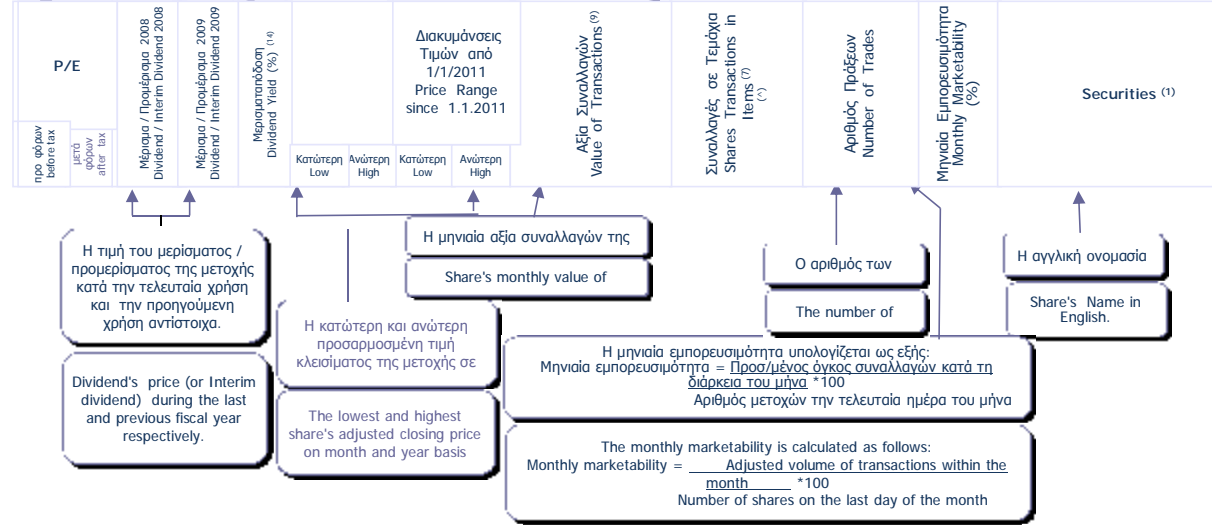 P/E
προ φόρων
before tax
μετά
φόρων
after tax
Μέρισμα / Προμέρισμα 2008
Dividend / Interim Dividend 2008
Μέρισμα / Προμέρισμα 2009
Dividend / Interim Dividend 2009
Μερισματαπόδοση
Dividend Yield (%) (14)
Διακυμάνσεις
Τιμών από
1/1/2011
Price Range
since 1.1.2011
Κατώτερη
Low
Ανώτερη
High
Κατώτερη
Low
Ανώτερη
High
Αξία Συναλλαγών
Value of Transactions (9)
Συναλλαγές σε Τεμάχια
Shares Transactions in
Items (7)
(^)
Αριθμός Πράξεων
Number of Trades
Μηνιαία Εμπορευσιμότητα
Monthly Marketability
(%)
Securities (1)
Η τιμή του μερίσματος /
προμερίσματος της μετοχής
κατά την τελευταία χρήση
και την προηγούμενη
χρήση αντίστοιχα.
Dividend's price (or Interim
dividend) during the last
and previous fiscal year
respectively.
Η κατώτερη και ανώτερη
προσαρμοσμένη τιμή
κλεισίματος της μετοχής σε
The lowest and highest
share's adjusted closing price
on month and year basis
Η μηνιαία αξία συναλλαγών της
Share's monthly value of
Ο αριθμός των
The number of
Η αγγλική ονομασία
Share's Name in
English.
Η μηνιαία εμπορευσιμότητα υπολογίζεται ως εξής:
Μηνιαία εμπορευσιμότητα = Προσ/μένος όγκος συναλλαγών κατά τη
διάρκεια του μήνα *100
Αριθμός μετοχών την τελευταία ημέρα του μήνα
The monthly marketability is calculated as follows:
Monthly marketability = Adjusted volume of transactions within the
month *100
Number of shares on the last day of the month